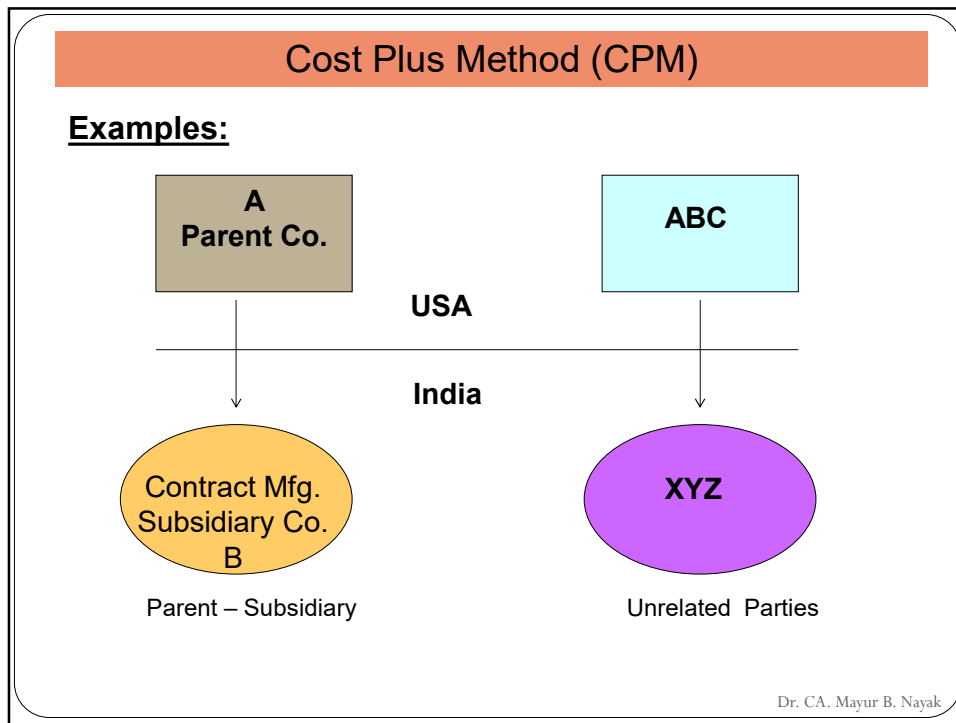 Cost Plus Method (CPM)
Examples:
A
Parent Co.
ABC
USA
India
Contract Mfg.
Subsidiary Co.
B
XYZ
Parent – Subsidiary
Unrelated Parties
Dr. CA. Mayur B. Nayak